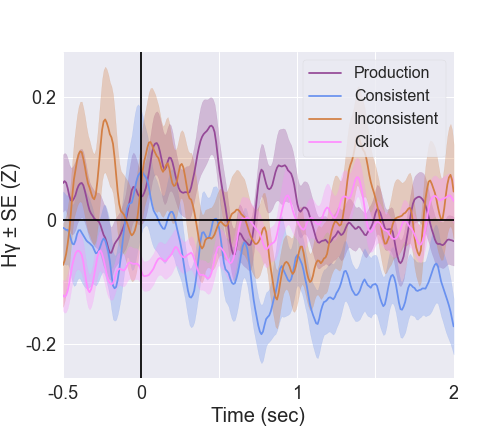 Production
Consistent
Inconsistent
Click
Hγ ± SE (Z)
0.2
0
-0.2
-0.5 0 1 2
Time (sec)